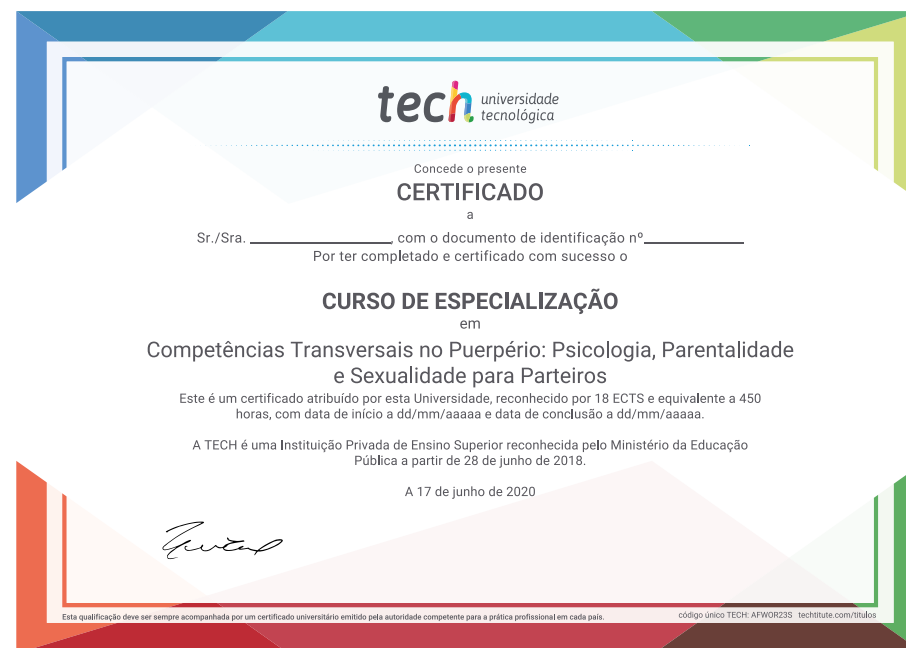 tech universidade
tecnológica
Concede o presente
CERTIFICADO
a
Sr./Sra. ____________________, com o documento de identificação nº______________
Por ter completado e certificado com sucesso o
CURSO DE ESPECIALIZAÇÃO
em
Competências Transversais no Puerpério: Psicologia, Parentalidade
e Sexualidade para Parteiros
Este é um certificado atribuído por esta Universidade, reconhecido por 18 ECTS e equivalente a 450
horas, com data de início a dd/mm/aaaaa e data de conclusão a dd/mm/aaaaa.
A TECH é uma Instituição Privada de Ensino Superior reconhecida pelo Ministério da Educação
Pública a partir de 28 de junho de 2018.
A 17 de junho de 2020
Esta qualificação deve ser sempre acompanhada por um certificado universitário emitido pela autoridade competente para a prática profissional em cada país.
código único TECH: AFWOR23S techtitute.com/titulos